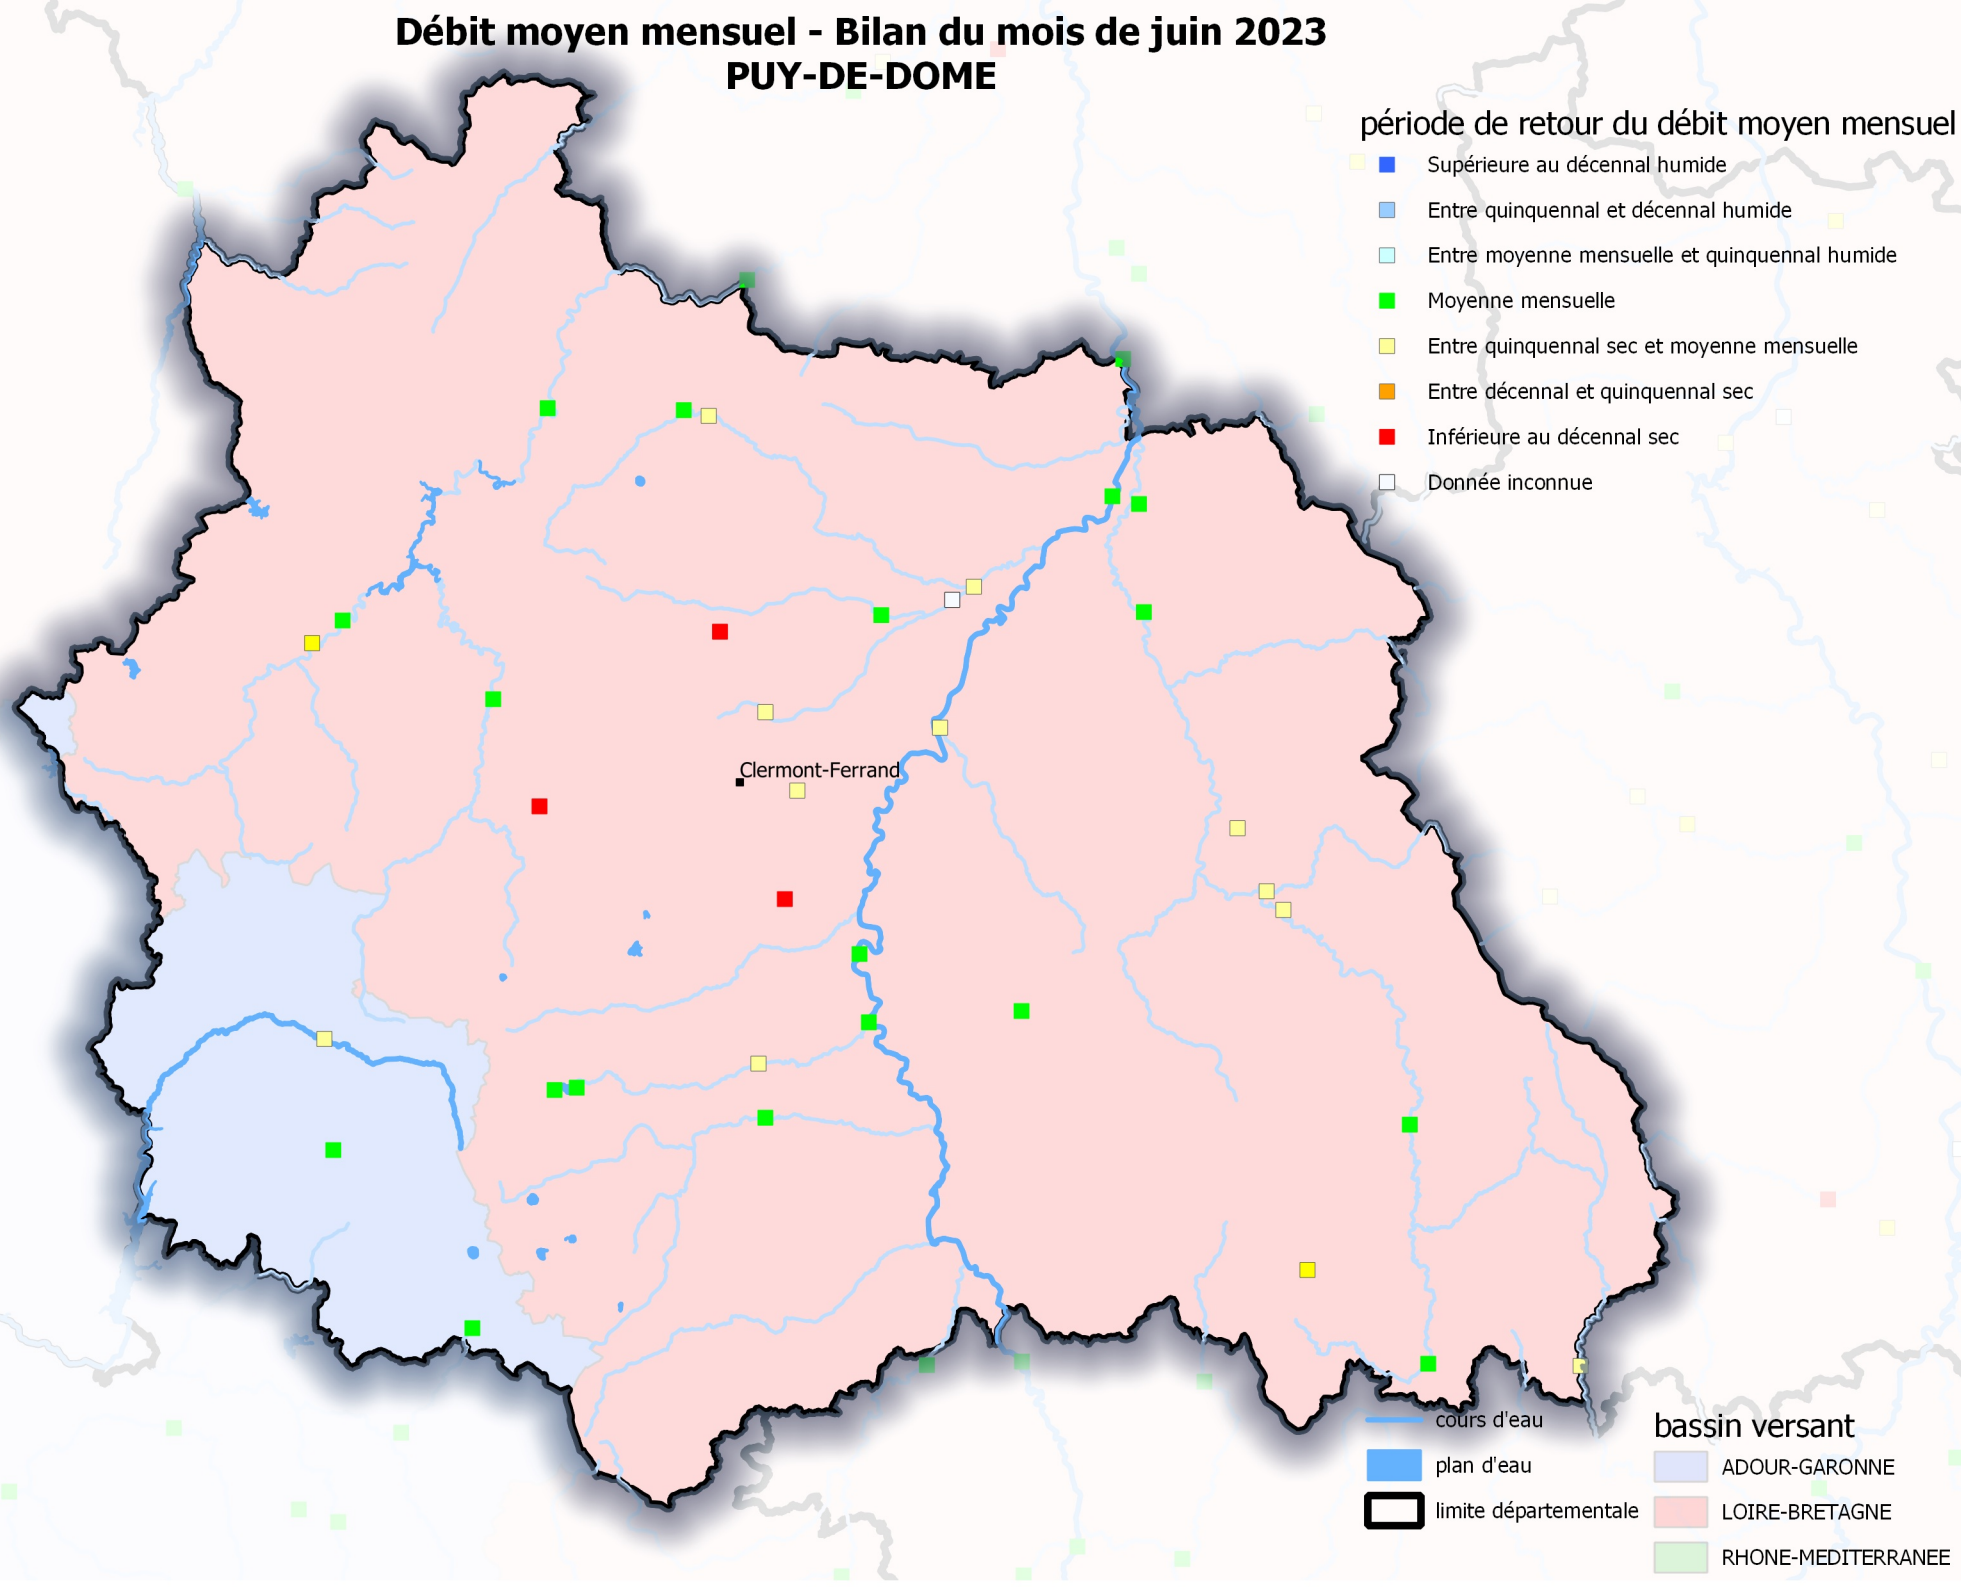 Débit moyen mensuel - Bilan du mois de juin 2023
PUY-DE-DOME
période de retour du débit moyen mensuel
Supérieure au décennal humide
Entre quinquennal et décennal humide
Entre moyenne mensuelle et quinquennal humide
Moyenne mensuelle
Entre quinquennal sec et moyenne mensuelle
Entre décennal et quinquennal sec
Inférieure au décennal sec
Donnée inconnue
Clermont-Ferrand
cours d'eau
plan d'eau
limite départementale
bassin versant
ADOUR-GARONNE
LOIRE-BRETAGNE
RHONE-MEDITERRANEE